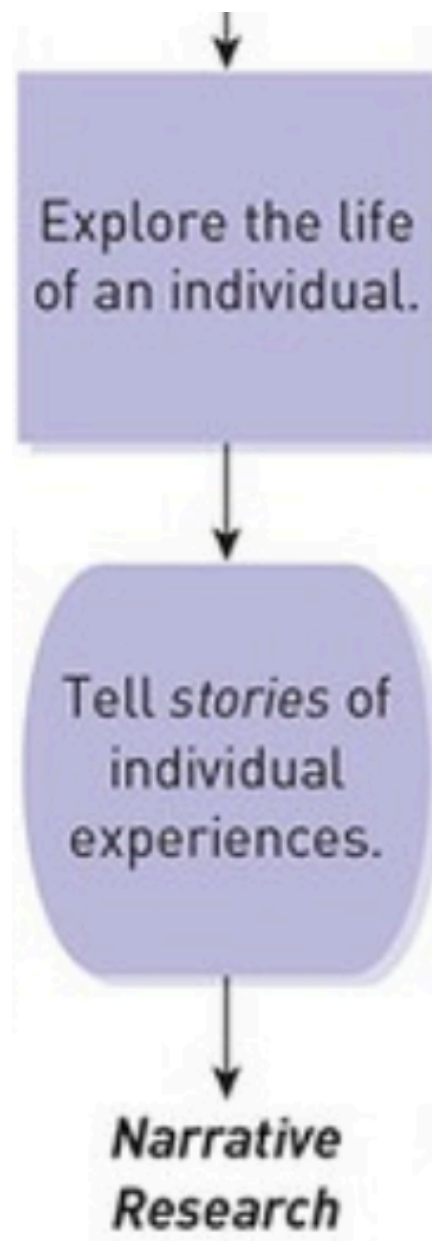 Explore the life
of an individual.
Tell stories of
individual
experiences.
Narrative
Research